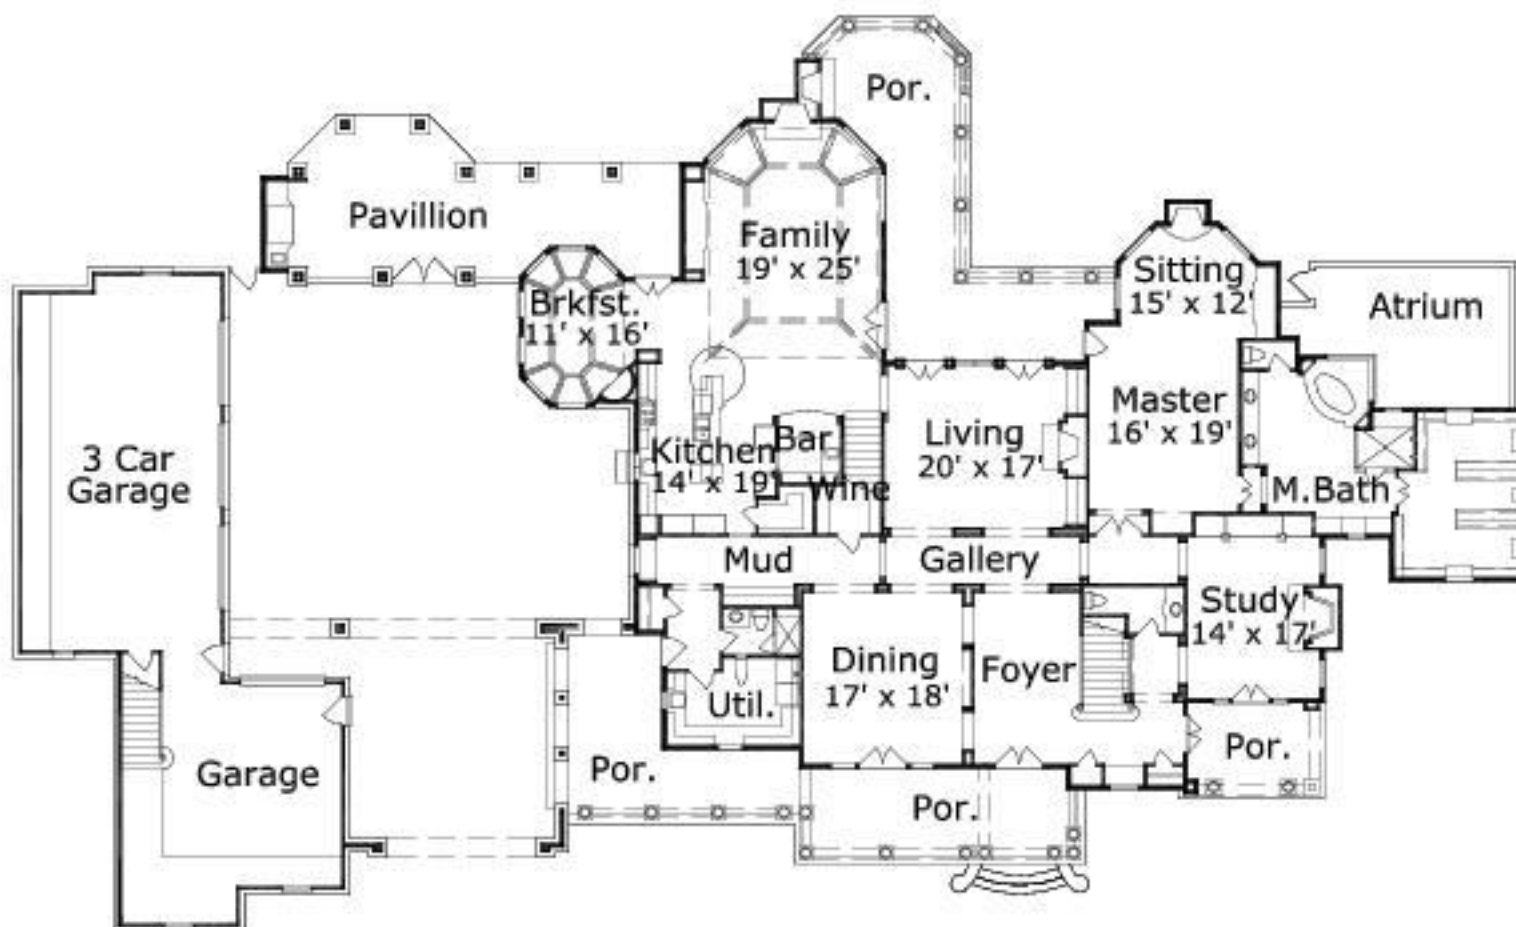 Por.
Pavillion
Family
19' x 25'
Sitting
15' x 12'
Brkfst.
11' x 16'
Atrium
Master
16' x 19'
Living
20' x 17'
Bar
Kitchen
14' x 19'
Wine
3 Car
Garage
M.Bath
Mud
Gallery
Study
14' x 17'
Dining
17' x 18'
Foyer
Util.
Por.
Garage
Por.
Por.